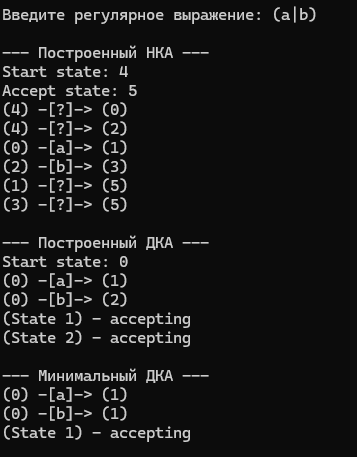 Введите регулярное выражение: (a|b)
--- Построенный НКА ---
Start state: 4
Accept state: 5
(4) -[?]-> (0)
(4) -[?]-> (2)
(0) -[a]-> (1)
(2) -[b]-> (3)
(1) -[?]-> (5)
(3) -[?]-> (5)
--- Построенный ДКА ---
Start state: 0
(0) -[a]-> (1)
(0) -[b]-> (2)
(State 1) - accepting
(State 2) - accepting
--- Минимальный ДКА ---
(0) -[a]-> (1)
(0) -[b]-> (1)
(State 1) - accepting